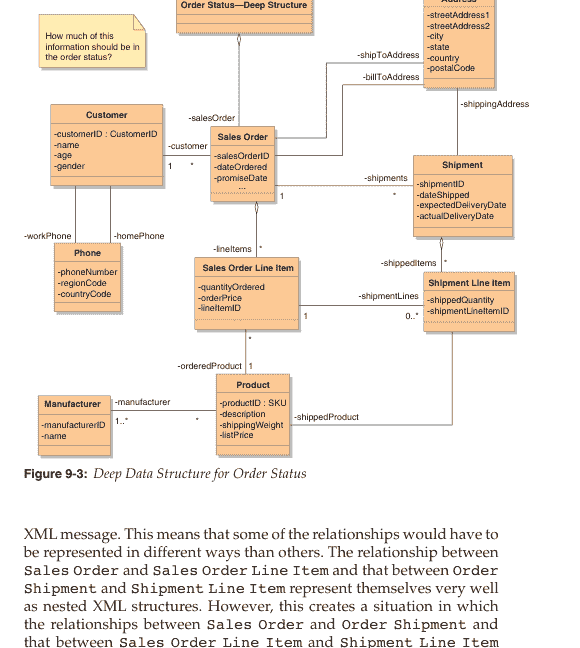 Order Status—Deep Structure
Address
-streetAddress1
-streetAddress2
-city
-state
-country
-postalCode
How much of this
information should be in
the order status?
-shipToAddress
-billToAddress
-shippingAddress
-salesOrder
Customer
-customerID : CustomerID
-name
-age
-gender
-customer
1
*
Sales Order
-salesOrderID
-dateOrdered
-promiseDate
...
-shipments
1
*
Shipment
-shipmentID
-dateShipped
-expectedDeliveryDate
-actualDeliveryDate
-workPhone
-homePhone
Phone
-phoneNumber
-regionCode
-countryCode
-lineItems
*
Sales Order Line Item
-quantityOrdered
-orderPrice
-lineItemID
-shippedItems
*
Shipment Line Item
-shippedQuantity
-shipmentLineItemID
-shipmentLines
1
0..*
*
-orderedProduct
1
Product
-productID : SKU
-description
-shippingWeight
-listPrice
-shippedProduct
Manufacturer
-manufacturerID
-name
-manufacturer
1..*
*
Figure 9-3: Deep Data Structure for Order Status
XML message. This means that some of the relationships would have to
be represented in different ways than others. The relationship between
Sales Order and Sales Order Line Item and that between Order
Shipment and Shipment Line Item represent themselves very well
as nested XML structures. However, this creates a situation in which
the relationships between Sales Order and Order Shipment and
that between Sales Order Line Item and Shipment Line Item